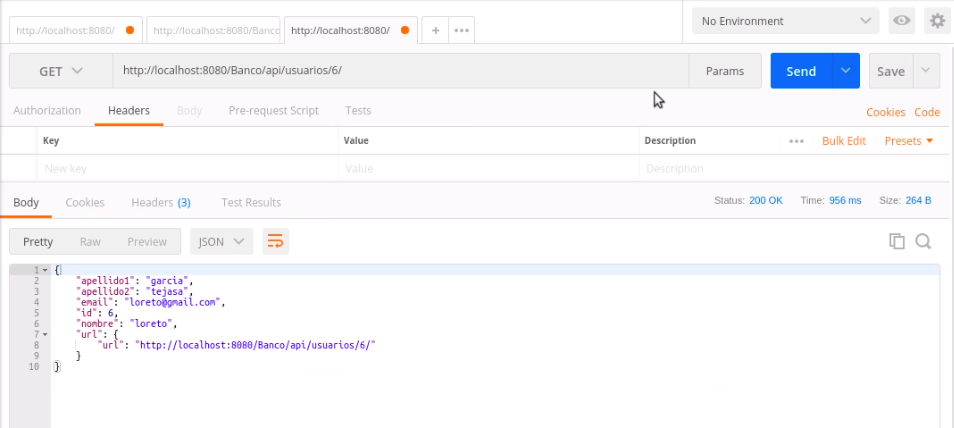 http://localhost:8080/ http://localhost:8080/Banco http://localhost:8080/ + ••• No Environment
GET http://localhost:8080/Banco/api/usuarios/6/ Params Send Save
Authorization Headers Body Pre-request Script Tests Cookies Code
Key Value Description ••• Bulk Edit Presets
New key Value Description
Body Cookies Headers (3) Test Results Status: 200 OK Time: 956 ms Size: 264 B
Pretty Raw Preview JSON
1 {
2 "apellido1": "garcia",
3 "apellido2": "tejasa",
4 "email": "loreto@gmail.com",
5 "id": 6,
6 "nombre": "loreto",
7 "url": {
8 "url": "http://localhost:8080/Banco/api/usuarios/6/"
9 }
10 }